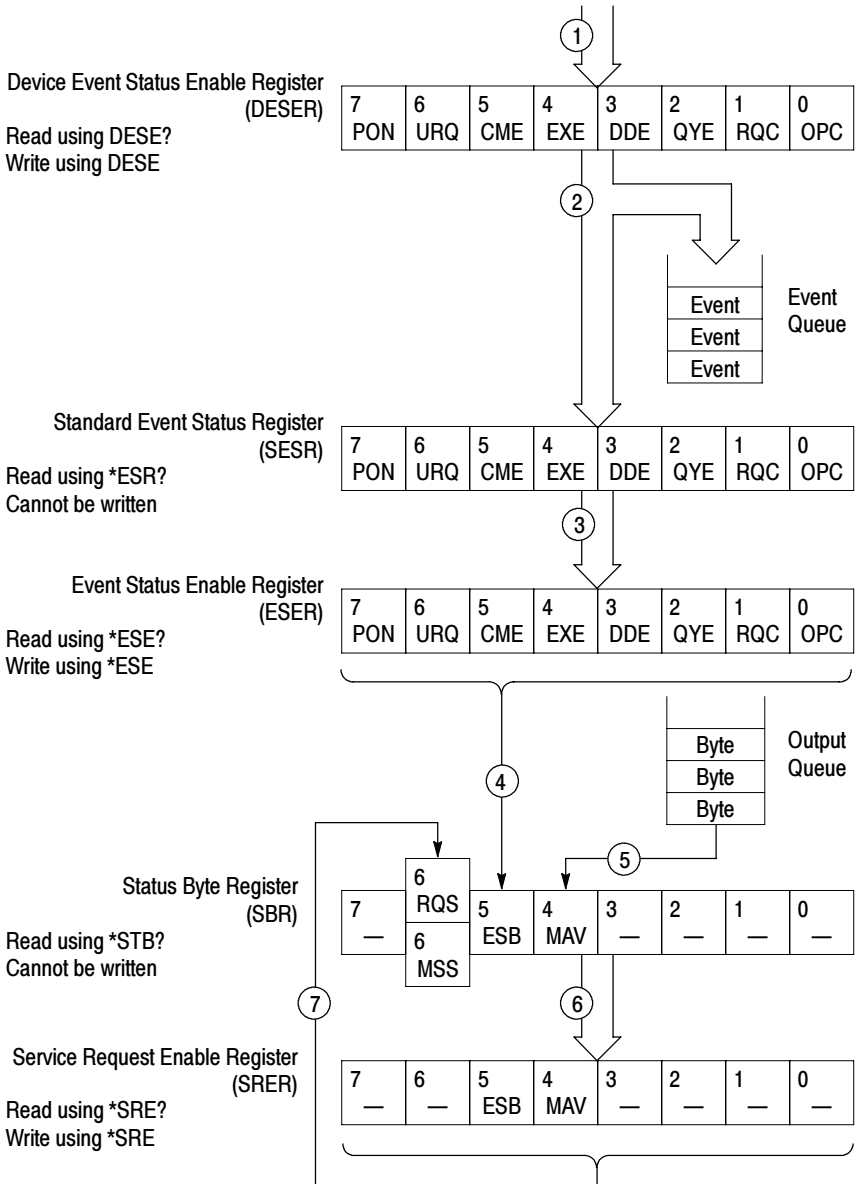 1
Device Event Status Enable Register
(DESER)
Read using DESE?
Write using DESE
7 6 5 4 3 2 1 0
PON URQ CME EXE DDE QYE RQC OPC
2
Event
Event
Event
Event
Queue
Standard Event Status Register
(SESR)
Read using *ESR?
Cannot be written
7 6 5 4 3 2 1 0
PON URQ CME EXE DDE QYE RQC OPC
3
Event Status Enable Register
(ESER)
Read using *ESE?
Write using *ESE
7 6 5 4 3 2 1 0
PON URQ CME EXE DDE QYE RQC OPC
4
Byte
Byte
Byte
Output
Queue
5
Status Byte Register
(SBR)
Read using *STB?
Cannot be written
7 6 5 4 3 2 1 0
— RQS ESB MAV — — — —
6
MSS
7
6
Service Request Enable Register
(SRER)
Read using *SRE?
Write using *SRE
7 6 5 4 3 2 1 0
— — ESB MAV — — — —